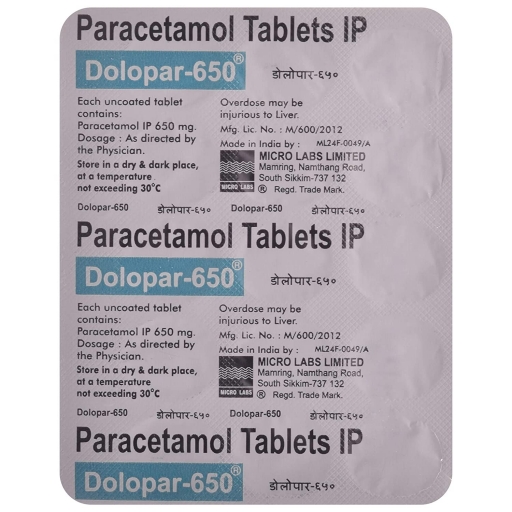 Paracetamol Tablets IP
Dolopar-650®
डोलोपार-६५०
Each uncoated tablet
contains:
Paracetamol IP 650 mg.
Dosage : As directed by
the Physician.
Store in a dry & dark place,
at a temperature
not exceeding 30°C
Overdose may be
injurious to Liver.
Mfg. Lic. No. : M/600/2012
Made in India by : ML24F-0049/A
MICRO LABS LIMITED
Mamring, Namthang Road,
South Sikkim-737 132
MICRO LABS ® Regd. Trade Mark.
Dolopar-650 डोलोपार-६५० Dolopar-650 डोलोपार-६५०
Paracetamol Tablets IP
Dolopar-650®
डोलोपार-६५०
Each uncoated tablet
contains:
Paracetamol IP 650 mg.
Dosage : As directed by
the Physician.
Store in a dry & dark place,
at a temperature
not exceeding 30°C
Overdose may be
injurious to Liver.
Mfg. Lic. No. : M/600/2012
Made in India by : ML24F-0049/A
MICRO LABS LIMITED
Mamring, Namthang Road,
South Sikkim-737 132
MICRO LABS ® Regd. Trade Mark.
Dolopar-650 डोलोपार-६५० Dolopar-650 डोलोपार-६५०
Paracetamol Tablets IP
Dolopar-650®
डोलोपार-६५०